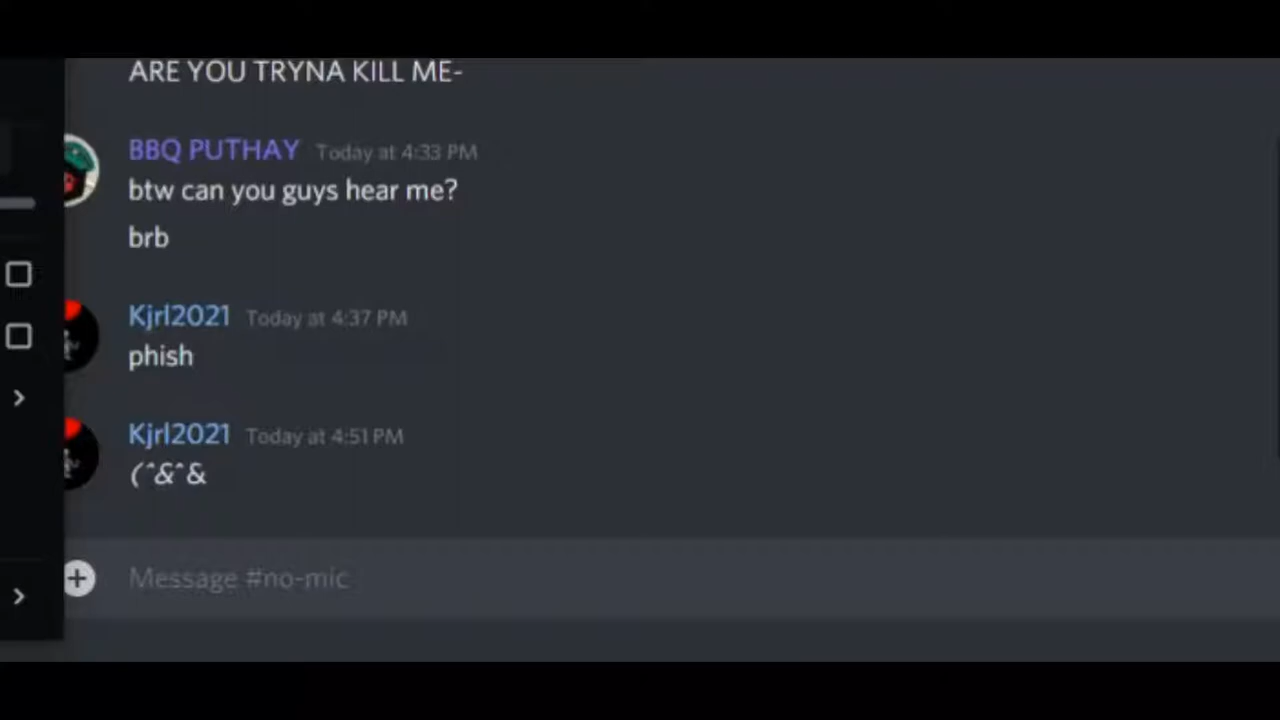 ARE YOU TRYNA KILL ME-
BBQ PUTHAY Today at 4:33 PM
btw can you guys hear me?
brb
Kjrl2021 Today at 4:37 PM
phish
Kjrl2021 Today at 4:51 PM
(^&^&
Message #no-mic